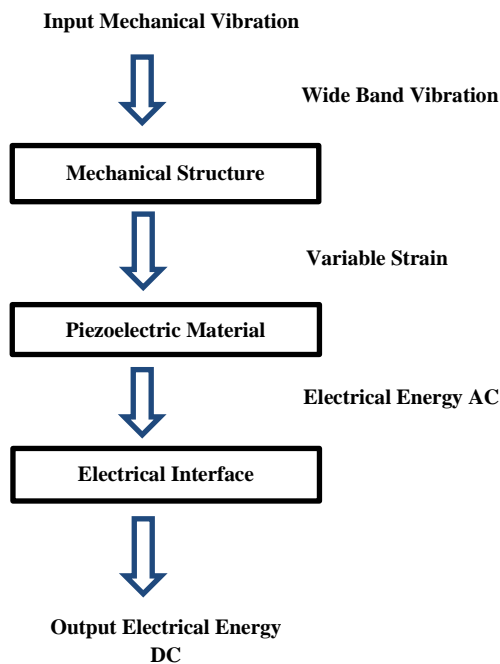 Input Mechanical Vibration
Wide Band Vibration
Mechanical Structure
Variable Strain
Piezoelectric Material
Electrical Energy AC
Electrical Interface
Output Electrical Energy
DC